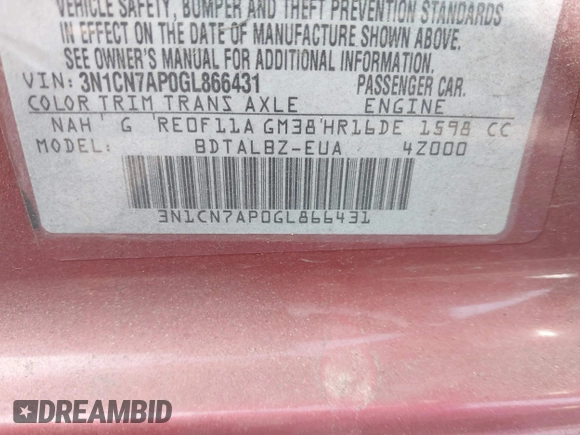 VEHICLE SAFETY, BUMPER AND THEFT PREVENTION STANDARDS
IN EFFECT ON THE DATE OF MANUFACTURE SHOWN ABOVE.
SEE OWNER'S MANUAL FOR ADDITIONAL INFORMATION.
VIN: 3N1CN7AP0GL866431 PASSENGER CAR.
COLOR TRIM TRANS AXLE ENGINE
NAH G RE0F11A GM38 HR16DE 1598 CC
MODEL: BDTALBZ-EUA 4Z000
3N1CN7AP0GL866431
DREAMBID